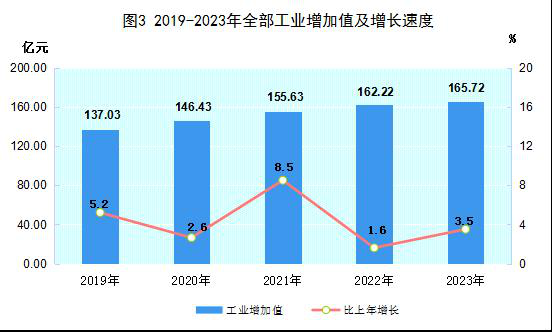 图3 2019-2023年全部工业增加值及增长速度
亿元 %
200.00 160.00 120.00 80.00 40.00 0.00
137.03 146.43 155.63 162.22 165.72
5.2 2.6 8.5 1.6 3.5
20 16 12 8 4 0
2019年 2020年 2021年 2022年 2023年
工业增加值 比上年增长